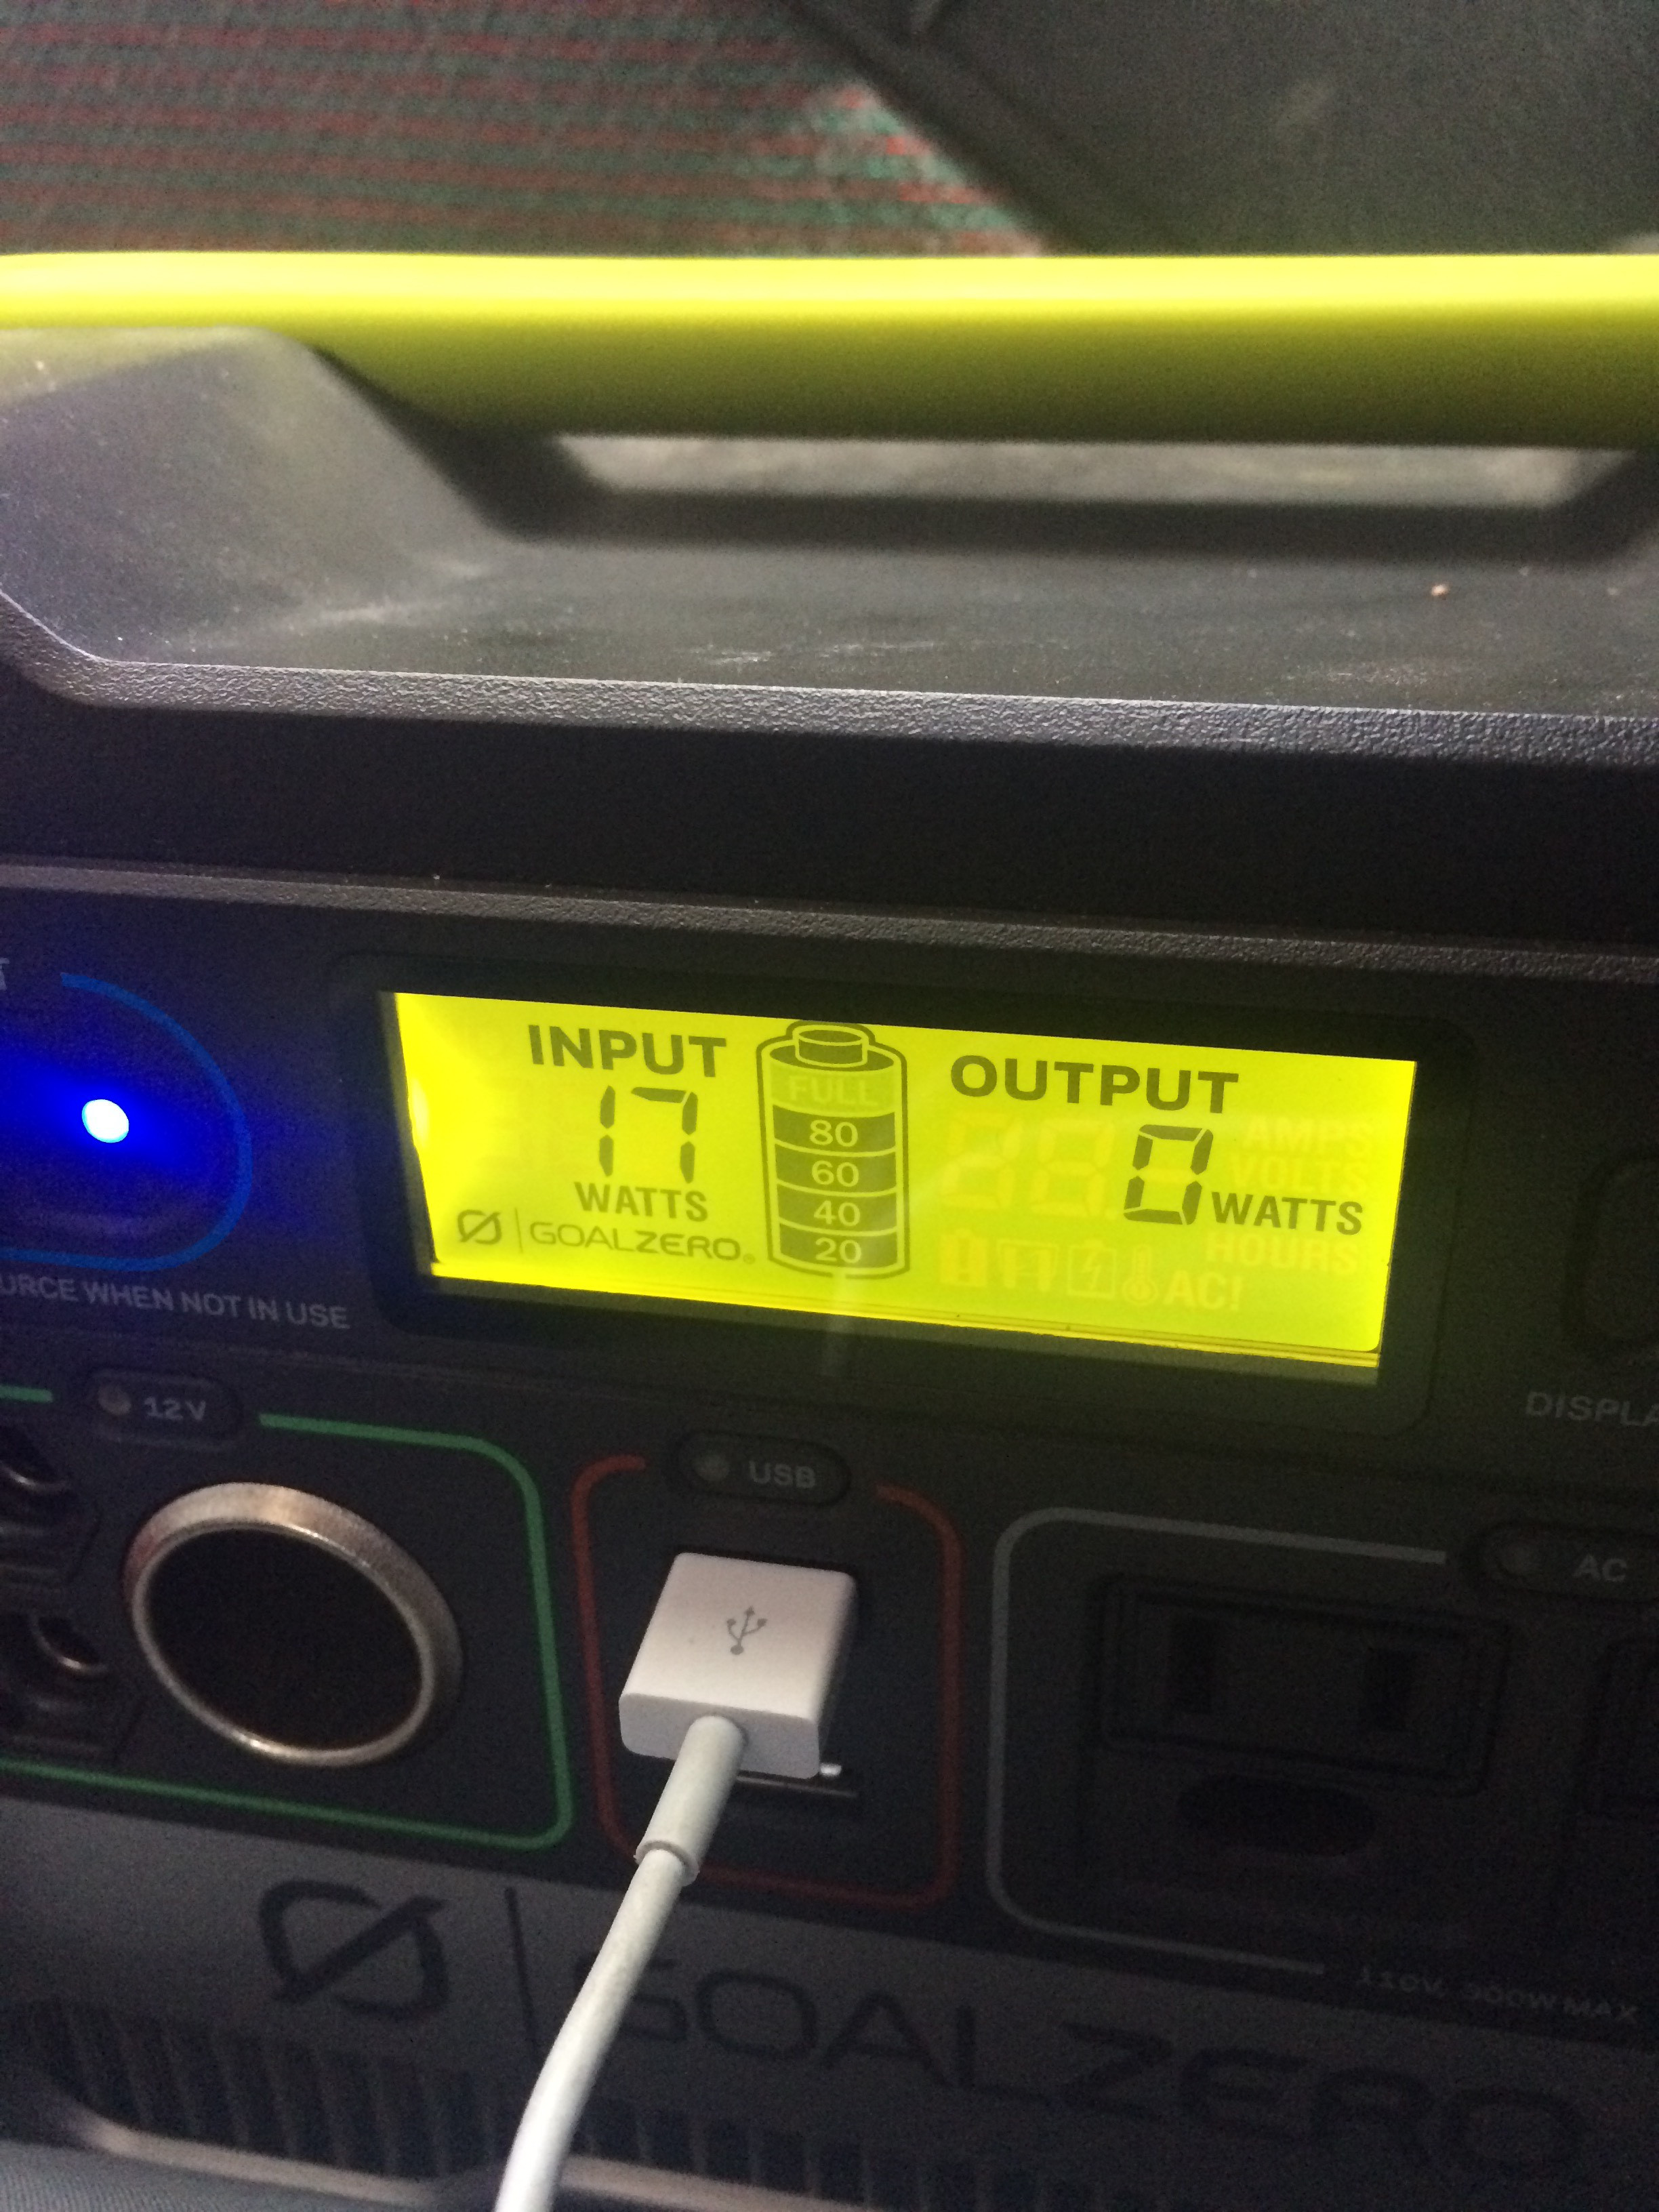 INPUT
17
WATTS
GOALZERO®
FULL
80
60
40
20
OUTPUT
AMPS
VOLTS
0 WATTS
HOURS
AC!
URCE WHEN NOT IN USE
DISPLA
12V
USB
AC
GOALZERO